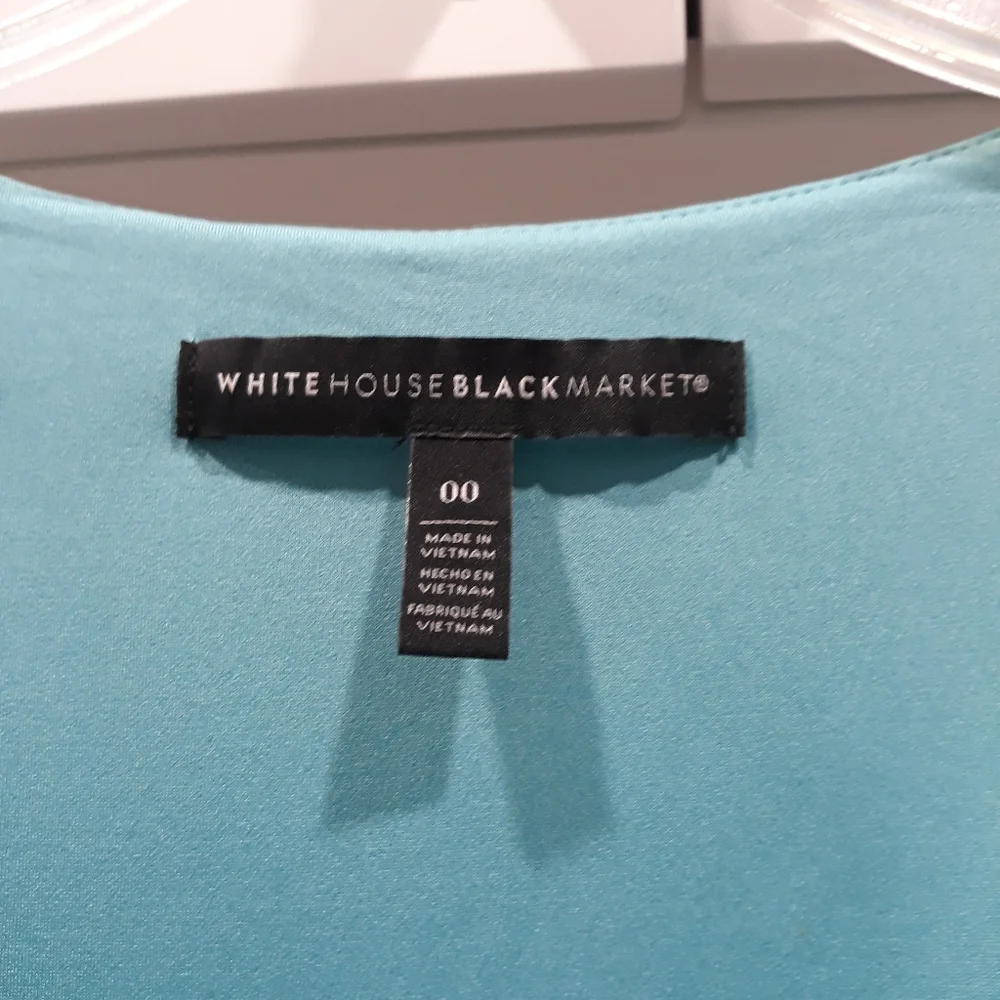 WHITE HOUSE BLACK MARKET®
00
MADE IN
VIETNAM
HECHO EN
VIETNAM
FABRIQUÉ AU
VIETNAM